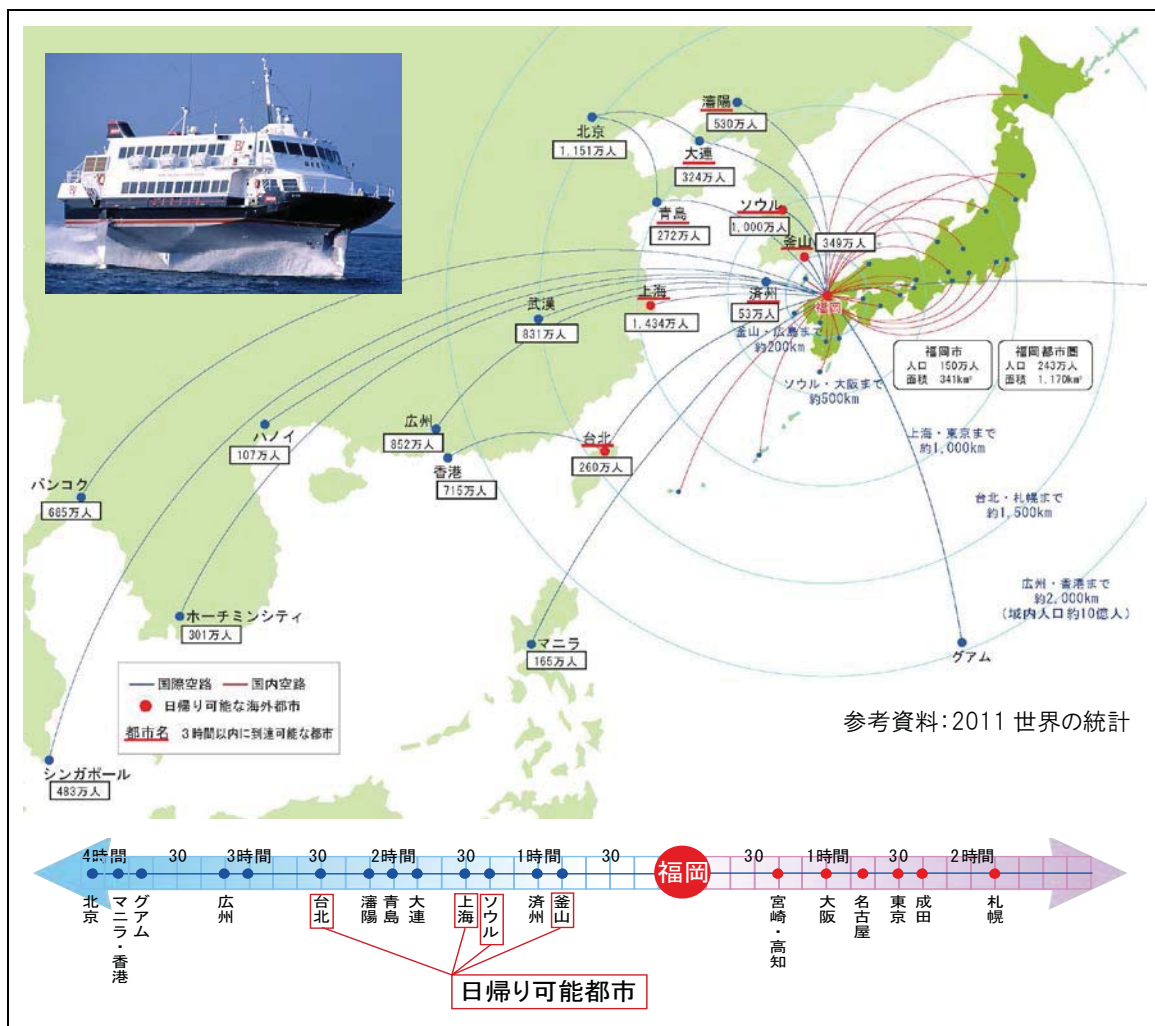 瀋陽
530万人
北京
1,151万人
大連
324万人
ソウル
1,000万人
青島
272万人
釜山
349万人
済州
53万人
福岡
上海
1,434万人
武漢
831万人
釜山・広島まで
約200km
福岡市
人口 150万人
面積 341km²
福岡都市圏
人口 243万人
面積 1,170km²
ソウル・大阪まで
約500km
広州
852万人
台北
260万人
上海・東京まで
約1,000km
ハノイ
107万人
香港
715万人
バンコク
685万人
台北・札幌まで
約1,500km
広州・香港まで
約2,000km
(域内人口約10億人)
ホーチミンシティ
301万人
マニラ
165万人
グアム
国際空路
国内空路
日帰り可能な海外都市
都市名 3時間以内に到達可能な都市
参考資料:2011 世界の統計
シンガポール
483万人
4時間 30 3時間 30 2時間 30 1時間 30 福岡 30 1時間 30 2時間
北京
マニラ・香港
グアム
広州
台北
瀋陽
青島
大連
上海
ソウル
済州
釜山
宮崎・高知
大阪
名古屋
東京
成田
札幌
日帰り可能都市